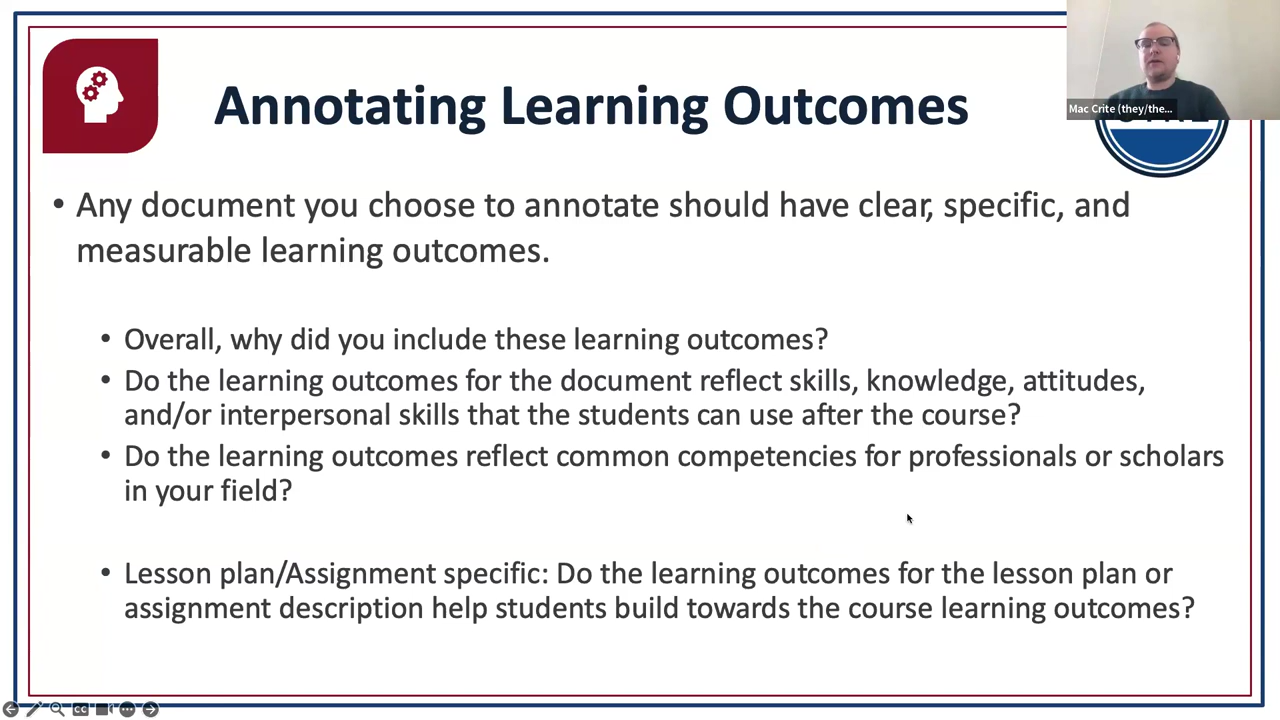 Annotating Learning Outcomes
Mac Crite (they/the...
• Any document you choose to annotate should have clear, specific, and
measurable learning outcomes.
• Overall, why did you include these learning outcomes?
• Do the learning outcomes for the document reflect skills, knowledge, attitudes,
and/or interpersonal skills that the students can use after the course?
• Do the learning outcomes reflect common competencies for professionals or scholars
in your field?
• Lesson plan/Assignment specific: Do the learning outcomes for the lesson plan or
assignment description help students build towards the course learning outcomes?
CC